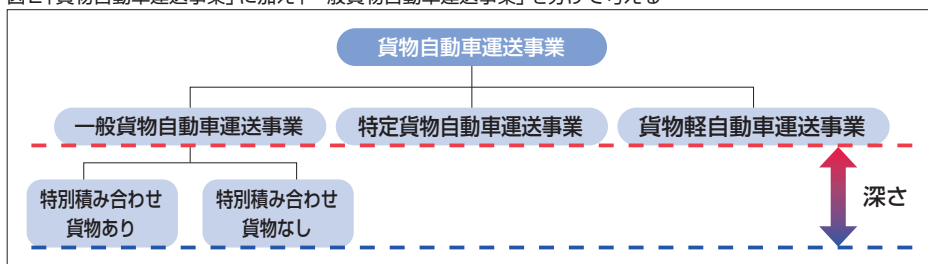 貨物自動車運送事業
一般貨物自動車運送事業
特定貨物自動車運送事業
貨物軽自動車運送事業
特別積み合わせ
貨物あり
特別積み合わせ
貨物なし
深さ